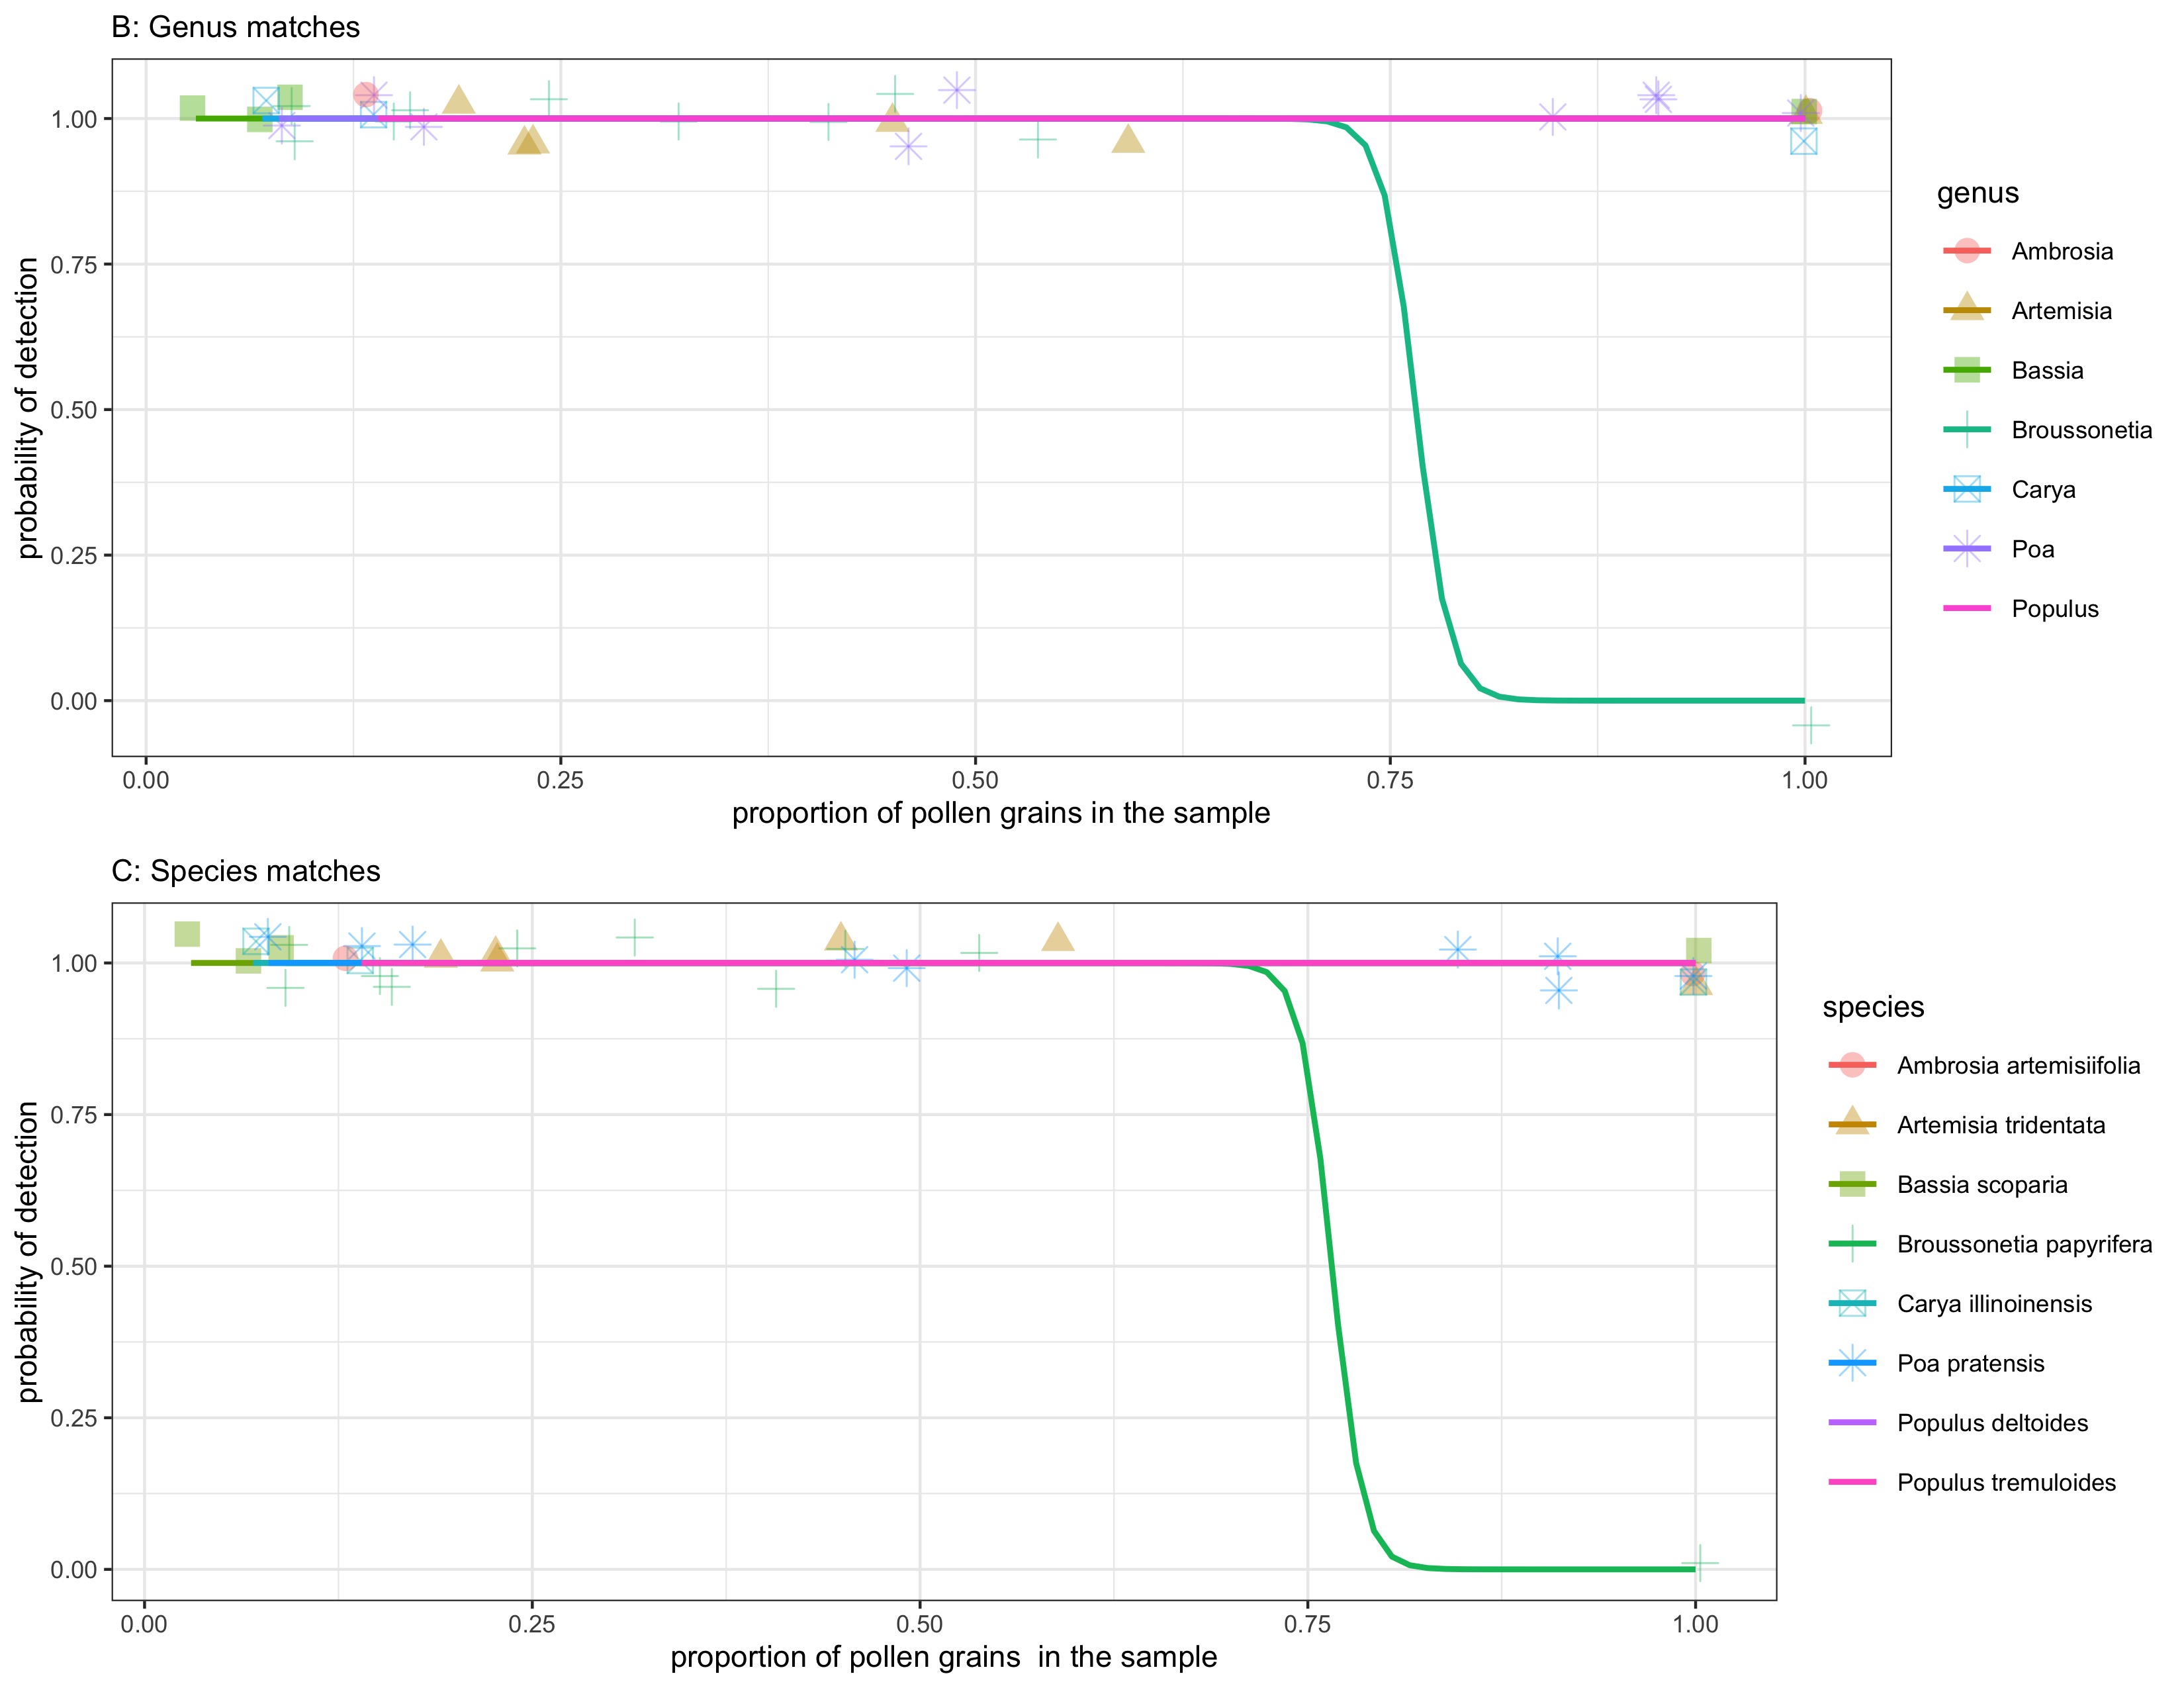 B: Genus matches
1.00
0.75
0.50
0.25
0.00
probability of detection
0.00 0.25 0.50 0.75 1.00
proportion of pollen grains in the sample
genus
Ambrosia
Artemisia
Bassia
Broussonetia
Carya
Poa
Populus
C: Species matches
1.00
0.75
0.50
0.25
0.00
probability of detection
0.00 0.25 0.50 0.75 1.00
proportion of pollen grains  in the sample
species
Ambrosia artemisiifolia
Artemisia tridentata
Bassia scoparia
Broussonetia papyrifera
Carya illinoinensis
Poa pratensis
Populus deltoides
Populus tremuloides